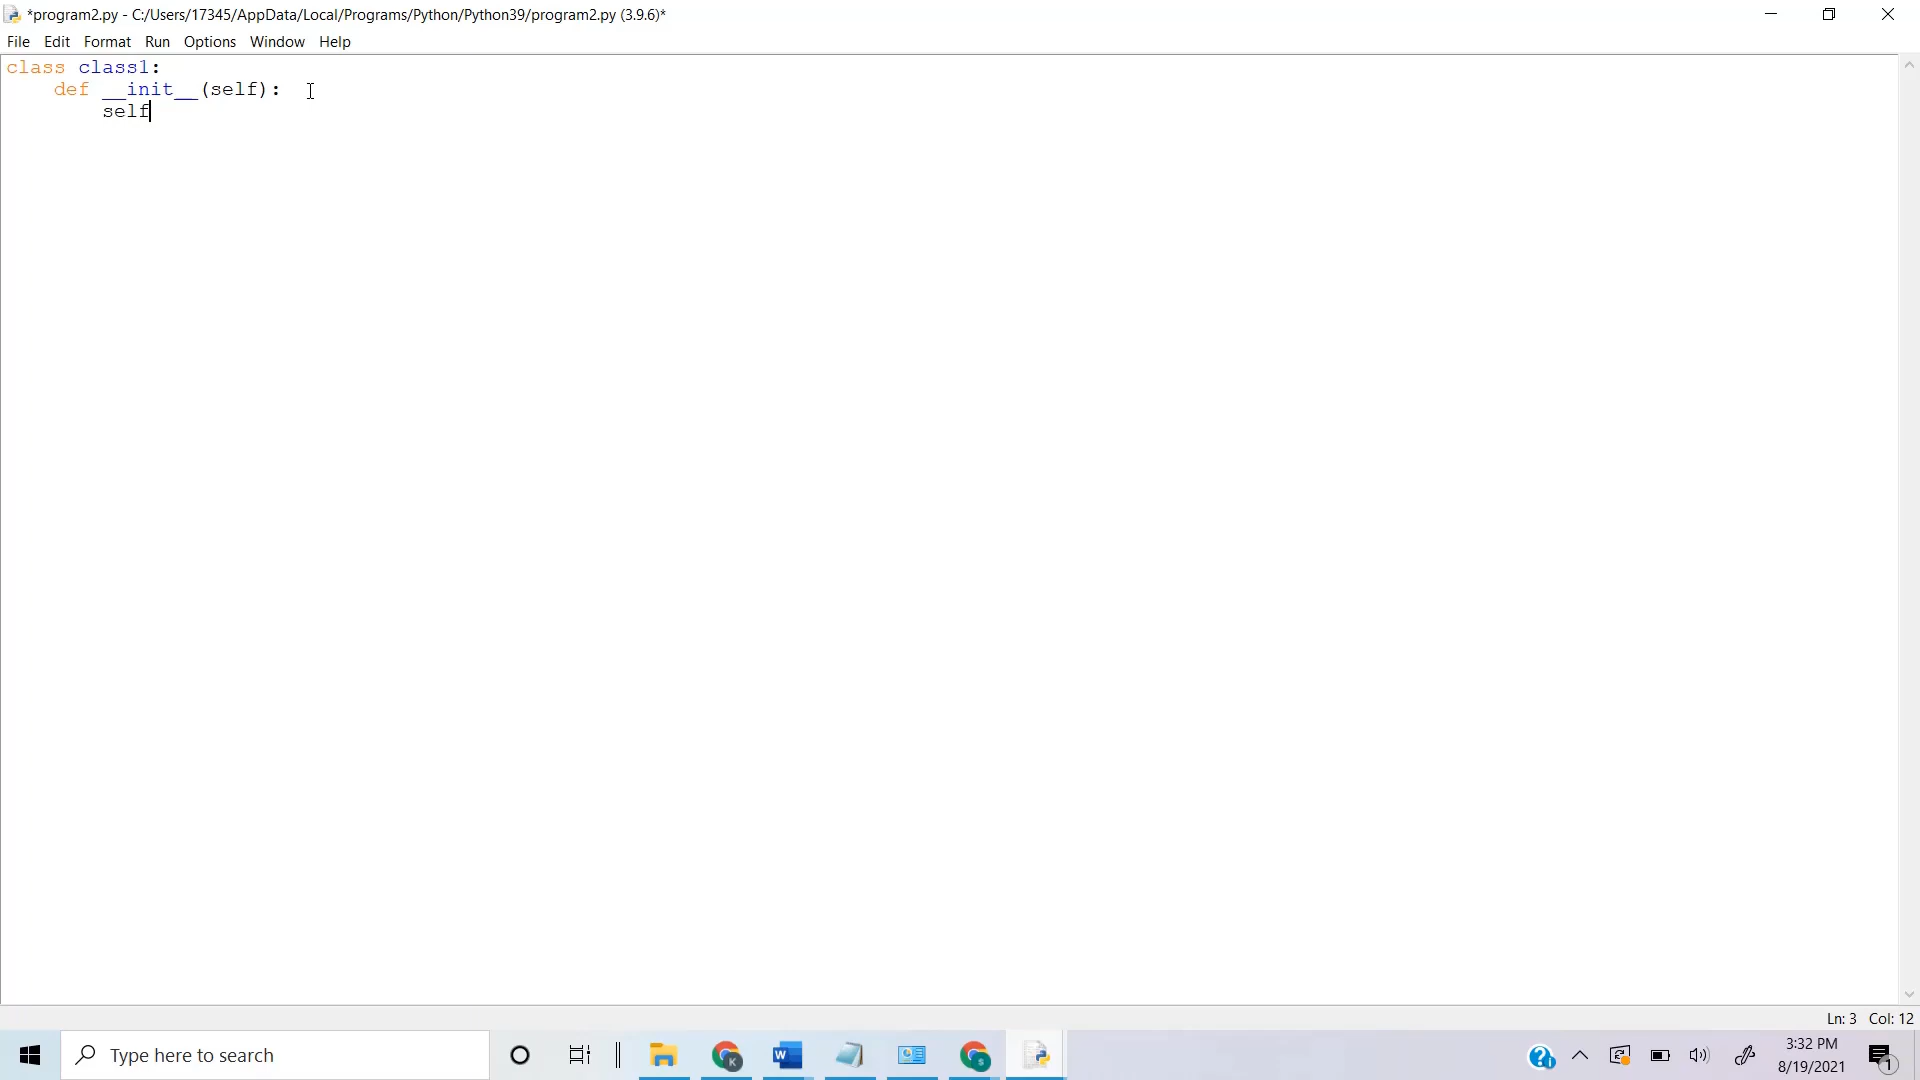 *program2.py - C:/Users/17345/AppData/Local/Programs/Python/Python39/program2.py (3.9.6)*
File Edit Format Run Options Window Help
class class1:
    def __init__(self):
        self
Ln: 3 Col: 12
Type here to search
3:32 PM
8/19/2021
1